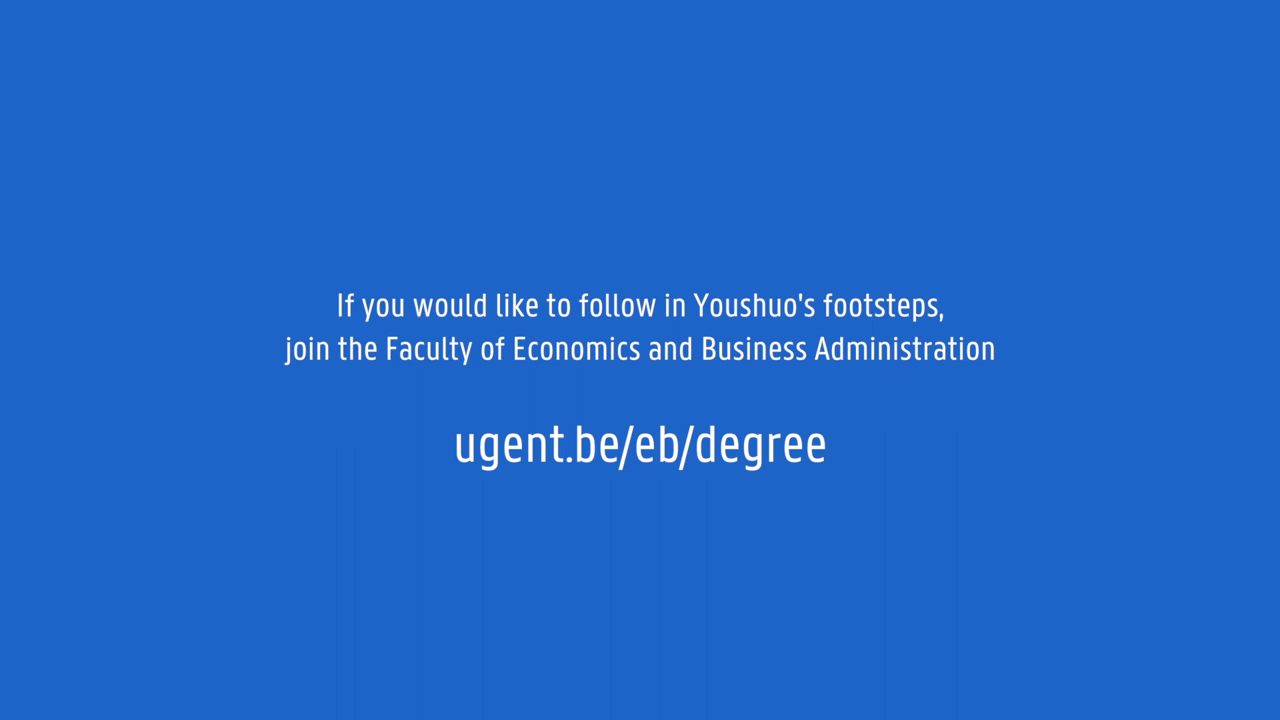 If you would like to follow in Youshuo's footsteps,
join the Faculty of Economics and Business Administration
ugent.be/eb/degree